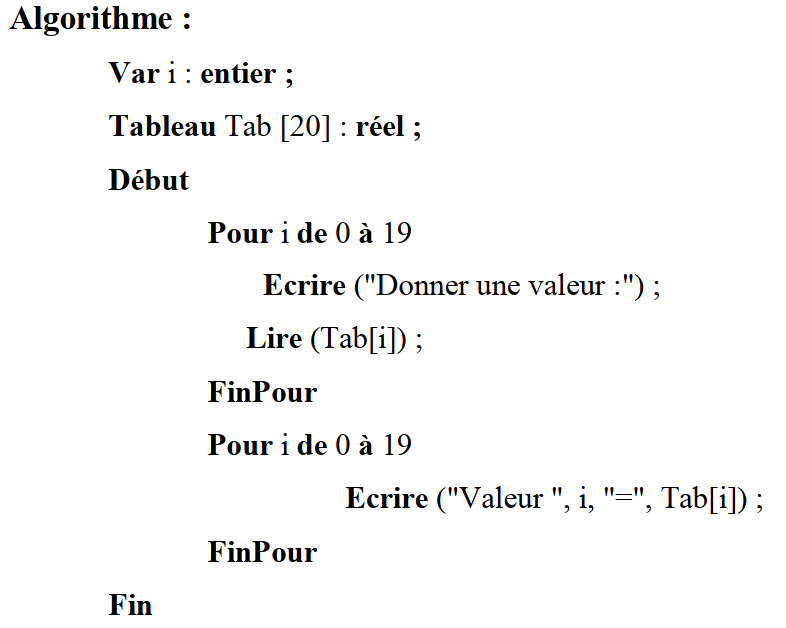 Algorithme :
Var i : entier ;
Tableau Tab [20] : réel ;
Début
Pour i de 0 à 19
Ecrire ("Donner une valeur :") ;
Lire (Tab[i]) ;
FinPour
Pour i de 0 à 19
Ecrire ("Valeur ", i, "=", Tab[i]) ;
FinPour
Fin